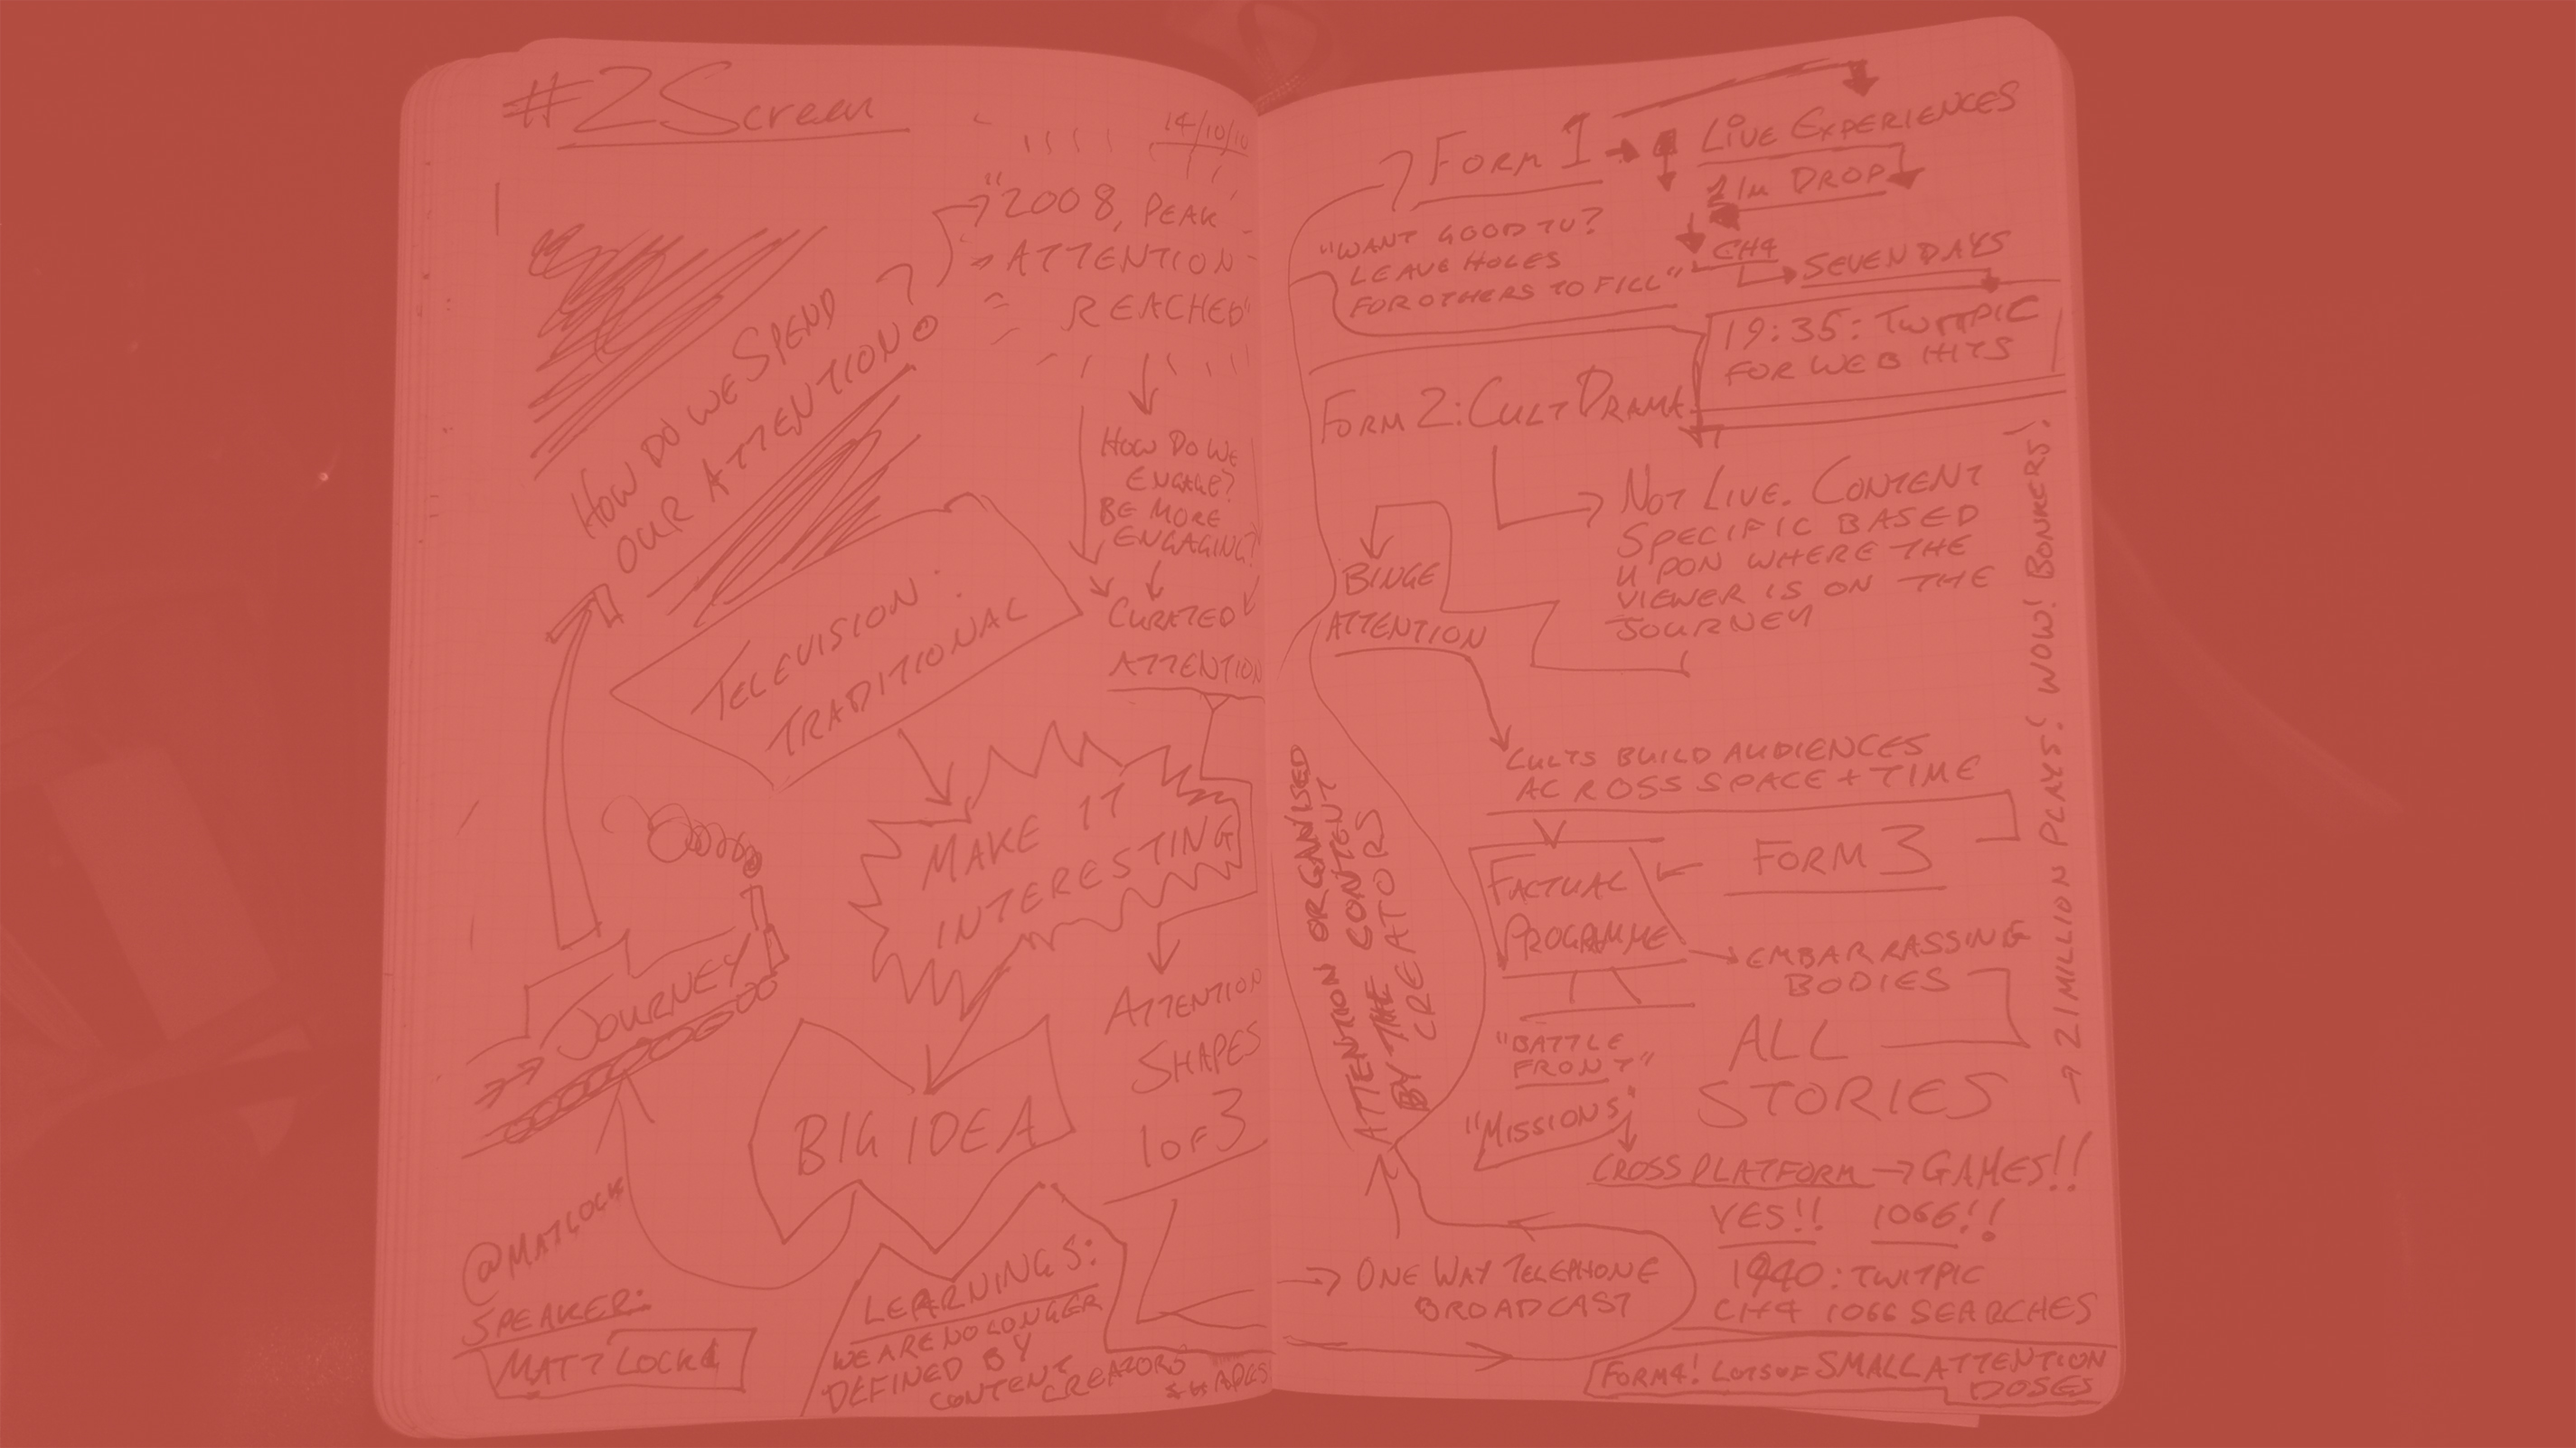 #2Screen
14/10/10
"2008, PEAK
ATTENTION
REACHED"
HOW DO WE SPEND
OUR ATTENTION?
HOW DO WE
ENGAGE?
BE MORE
ENGAGING?
CURATED
ATTENTION
TELEVISION:
TRADITIONAL
MAKE IT
INTERESTING
JOURNEY
ATTENTION
SHAPES
1 OF 3
BIG IDEA
@MATLOCK
SPEAKER:
MATT LOCKE
LEARNINGS:
WE ARE NO LONGER
DEFINED BY
CONTENT CREATORS
FORM 1
LIVE EXPERIENCES
DROP
"WANT GOOD TV?
LEAVE HOLES
FOR OTHERS TO FILL"
CH4
SEVEN DAYS
19:35: TWITPIC
FOR WEB HITS
FORM 2: CULT DRAMA
NOT LIVE. CONTENT
SPECIFIC BASED
UPON WHERE THE
VIEWER IS ON THE
JOURNEY
BINGE
ATTENTION
CULTS BUILD AUDIENCES
ACROSS SPACE + TIME
FORM 3
FACTUAL
PROGRAMME
EMBARRASSING
BODIES
→ 21 MILLION PLAYS! WOW! BONKERS!
ATTENTION ORGANISED
BY THE CONTENT
CREATORS
"BATTLE
FRONT"
"MISSIONS"
ALL
STORIES
CROSS PLATFORM → GAMES!!
YES!! 1066!!
1940: TWITPIC
CH4 1066 SEARCHES
ONE WAY TELEPHONE
BROADCAST
FORM 4! LOTS OF SMALL ATTENTION
DOSES